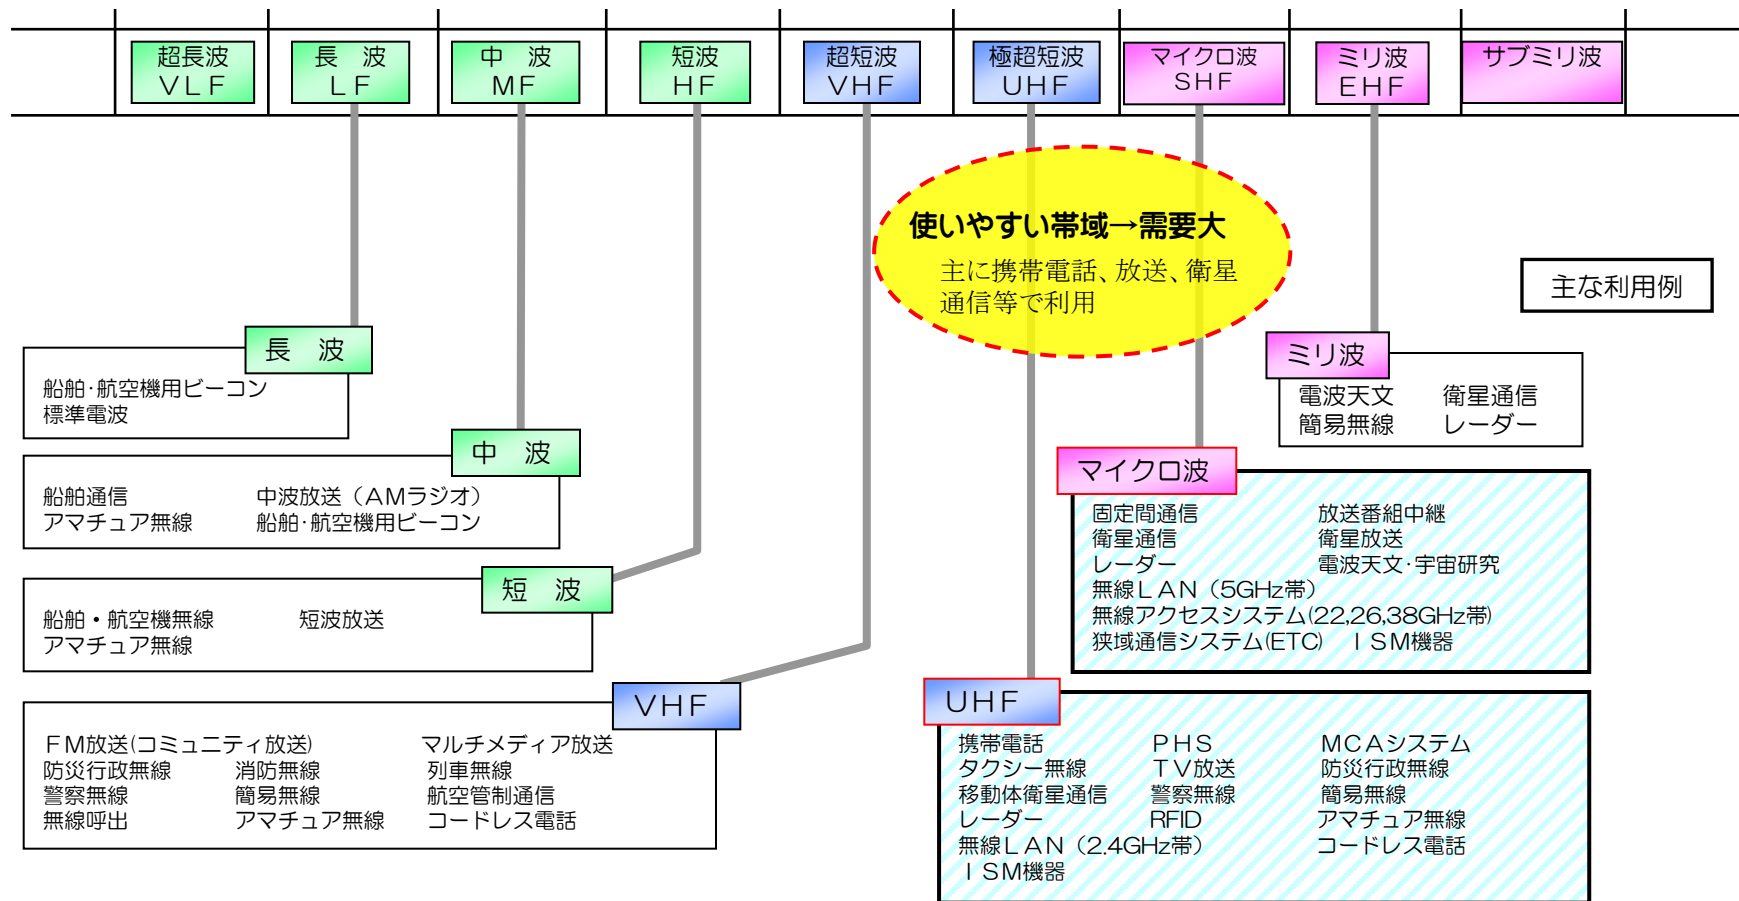 超長波
ＶＬＦ
長 波
ＬＦ
中 波
ＭＦ
短波
ＨＦ
超短波
ＶＨＦ
極超短波
ＵＨＦ
マイクロ波
ＳＨＦ
ミリ波
ＥＨＦ
サブミリ波
使いやすい帯域→需要大
主に携帯電話、放送、衛星
通信等で利用
主な利用例
長 波
船舶･航空機用ビーコン
標準電波
中 波
船舶通信 中波放送（ＡＭラジオ）
アマチュア無線 船舶･航空機用ビーコン
短 波
船舶・航空機無線 短波放送
アマチュア無線
ＶＨＦ
ＦＭ放送(コミュニティ放送) マルチメディア放送
防災行政無線 消防無線 列車無線
警察無線 簡易無線 航空管制通信
無線呼出 アマチュア無線 コードレス電話
ミリ波
電波天文 衛星通信
簡易無線 レーダー
マイクロ波
固定間通信 放送番組中継
衛星通信 衛星放送
レーダー 電波天文･宇宙研究
無線ＬＡＮ（5GHz帯）
無線アクセスシステム(22,26,38GHz帯)
狭域通信システム(ETC) ＩＳＭ機器
ＵＨＦ
携帯電話 ＰＨＳ ＭＣＡシステム
タクシー無線 ＴＶ放送 防災行政無線
移動体衛星通信 警察無線 簡易無線
レーダー RFID アマチュア無線
無線ＬＡＮ（2.4GHz帯） コードレス電話
ＩＳＭ機器